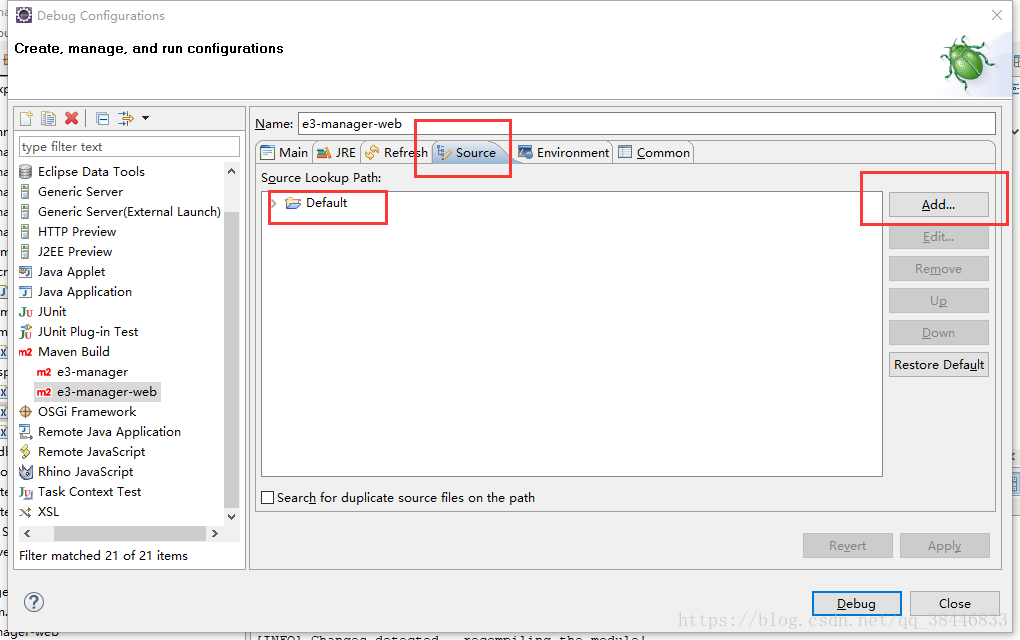 Debug Configurations
Create, manage, and run configurations
Name: e3-manager-web
type filter text
Main JRE Refresh Source Environment Common
Source Lookup Path:
Default
Eclipse Data Tools
Generic Server
Generic Server(External Launch)
HTTP Preview
J2EE Preview
Java Applet
Java Application
JUnit
JUnit Plug-in Test
Maven Build
m2 e3-manager
m2 e3-manager-web
OSGi Framework
Remote Java Application
Remote JavaScript
Rhino JavaScript
Task Context Test
XSL
Filter matched 21 of 21 items
Add...
Edit...
Remove
Up
Down
Restore Default
Search for duplicate source files on the path
Revert Apply
Debug Close
https://blog.csdn.net/qq_38446833
[INFO] Changes detected - recompiling the module!